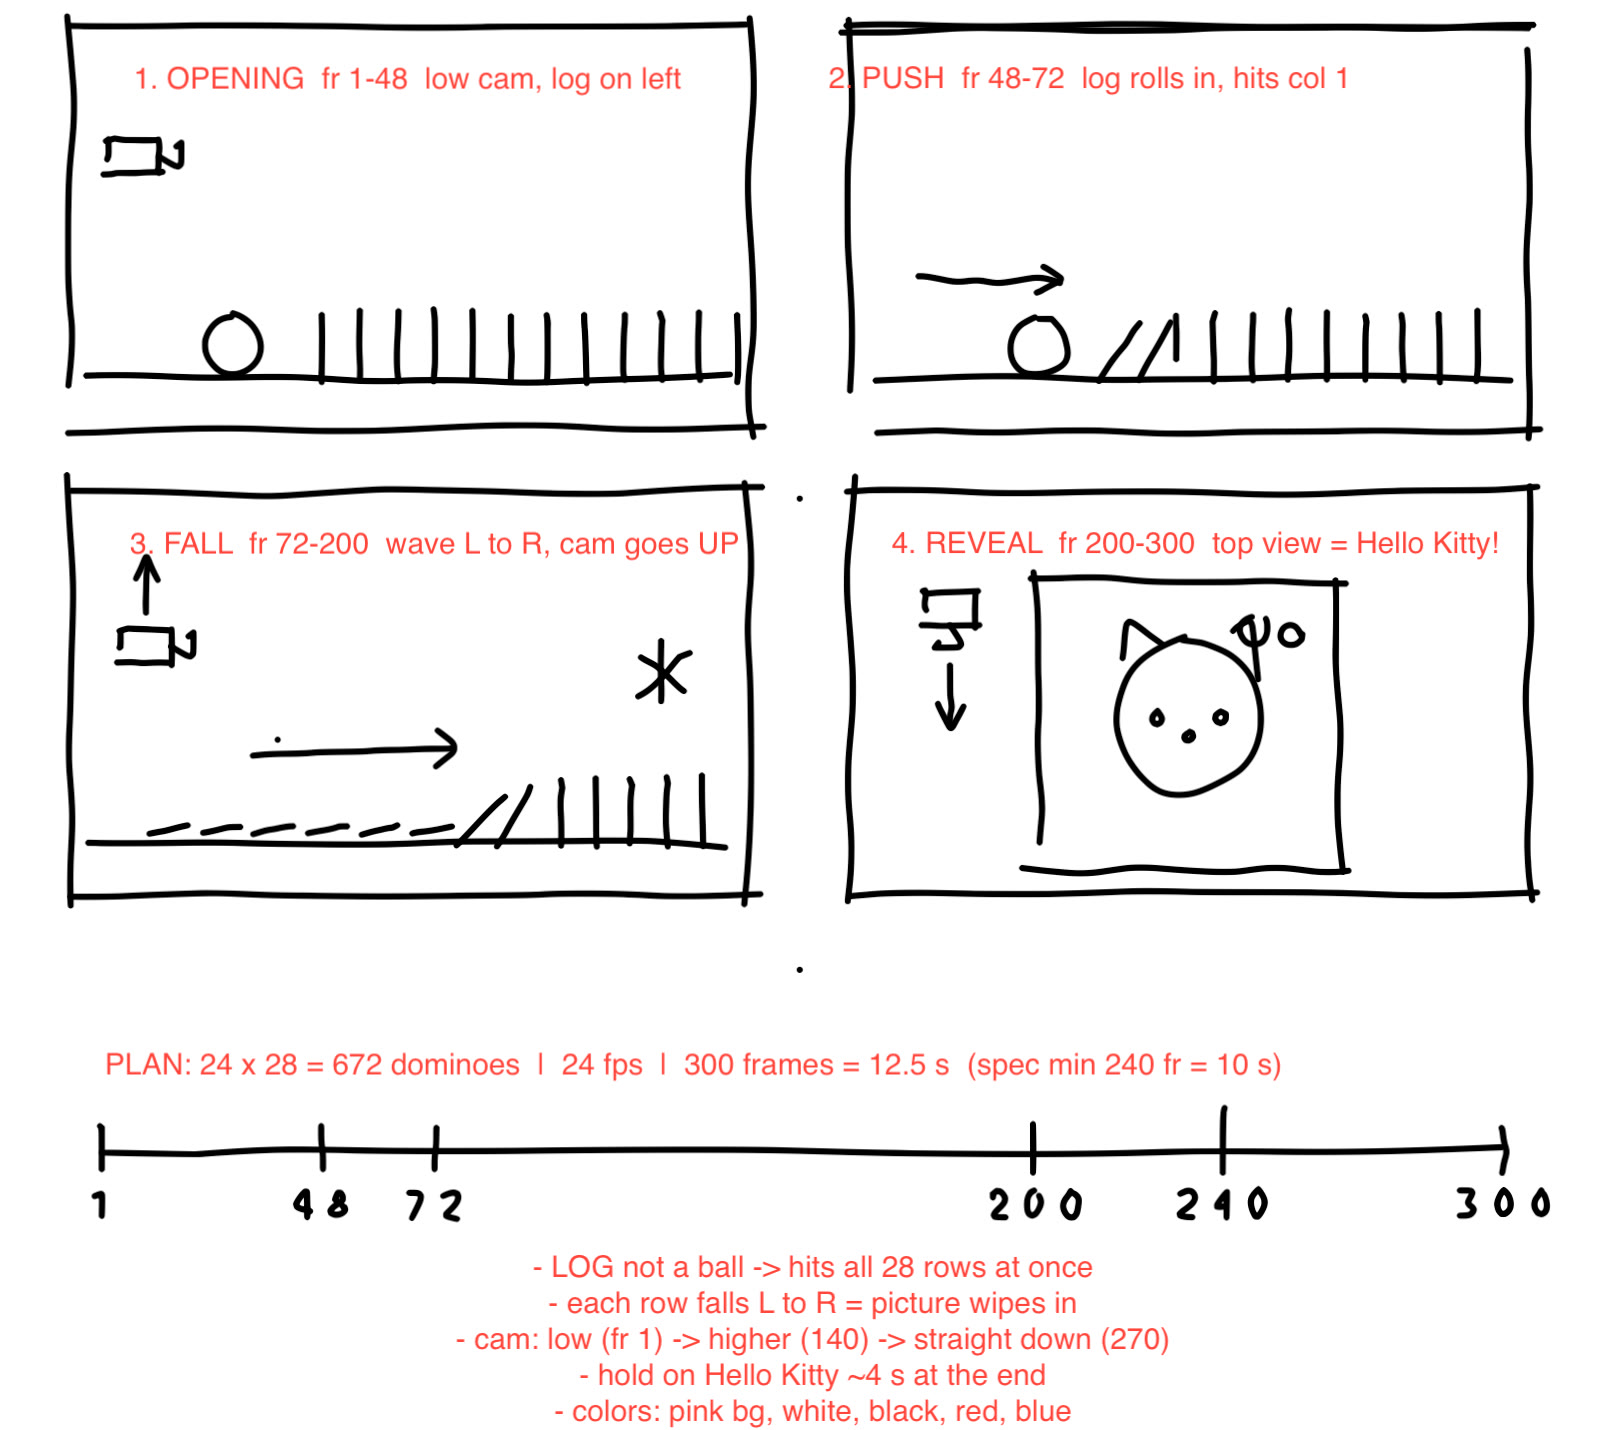 1. OPENING  fr 1-48  low cam, log on left
2. PUSH  fr 48-72  log rolls in, hits col 1
3. FALL  fr 72-200  wave L to R, cam goes UP
4. REVEAL  fr 200-300  top view = Hello Kitty!
PLAN: 24 x 28 = 672 dominoes  |  24 fps  |  300 frames = 12.5 s  (spec min 240 fr = 10 s)
1 48 72 200 240 300
- LOG not a ball -> hits all 28 rows at once
- each row falls L to R = picture wipes in
- cam: low (fr 1) -> higher (140) -> straight down (270)
- hold on Hello Kitty ~4 s at the end
- colors: pink bg, white, black, red, blue